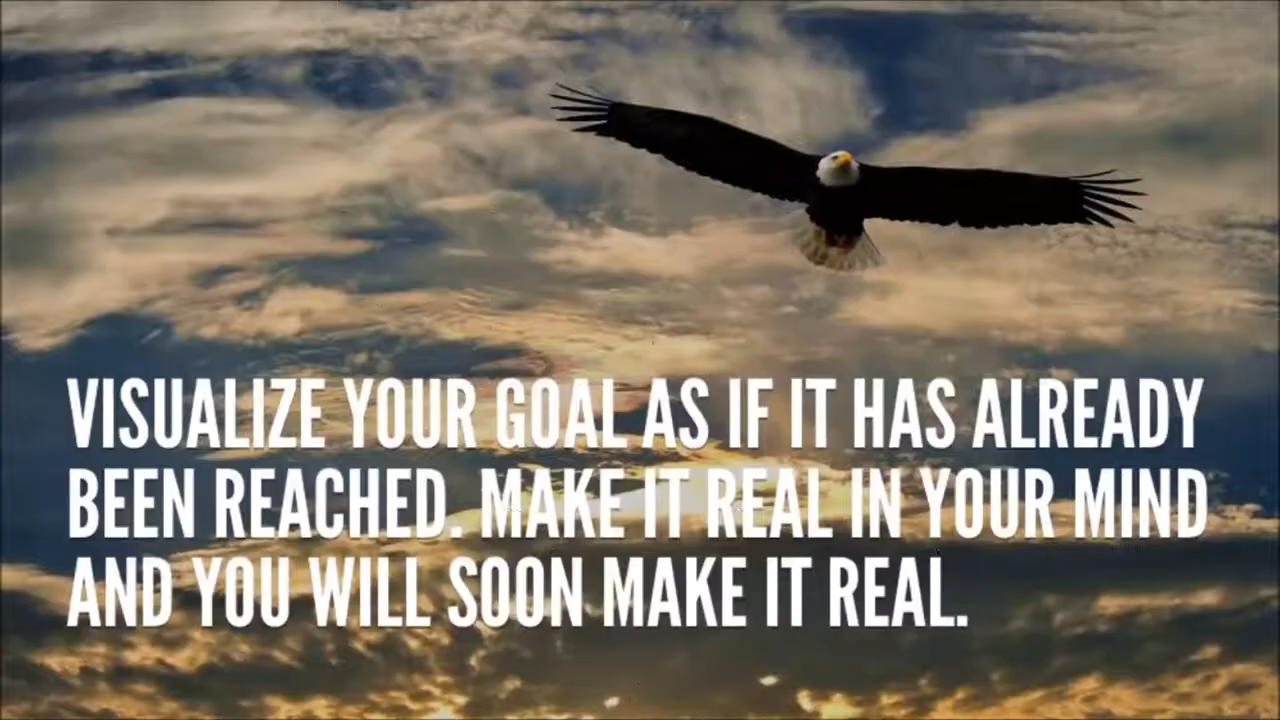 VISUALIZE YOUR GOAL AS IF IT HAS ALREADY
BEEN REACHED. MAKE IT REAL IN YOUR MIND
AND YOU WILL SOON MAKE IT REAL.